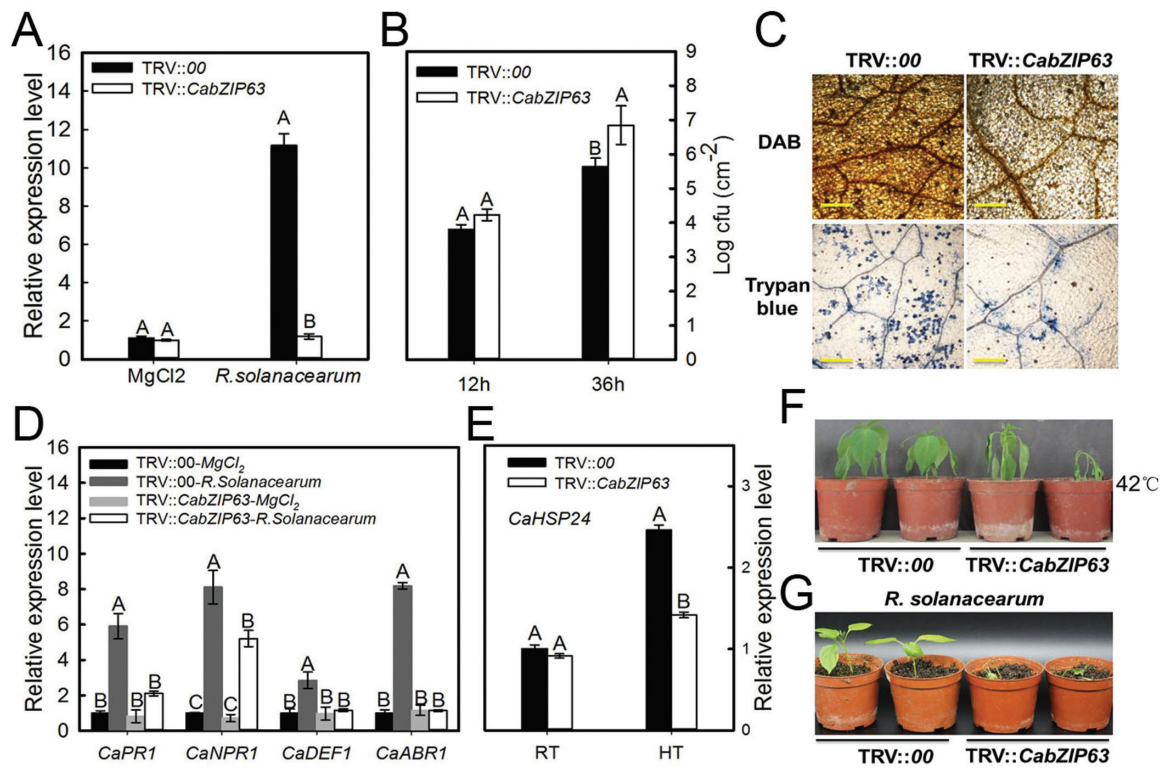 A
16
14
12
10
8
6
4
2
0
Relative expression level
TRV::00
TRV::CabZIP63
A
A
A
B
MgCl2
R.solanacearum
B
TRV::00
TRV::CabZIP63
A
A
B
A
12h
36h
9
8
7
6
5
4
3
2
1
0
Log cfu (cm-2)
C
TRV::00
TRV::CabZIP63
DAB
Trypan
blue
D
16
14
12
10
8
6
4
2
0
Relative expression level
TRV::00-MgCl2
TRV::00-R.Solanacearum
TRV::CabZIP63-MgCl2
TRV::CabZIP63-R.Solanacearum
B
A
B
B
C
A
C
B
B
A
B
B
B
A
B
B
CaPR1
CaNPR1
CaDEF1
CaABR1
E
TRV::00
TRV::CabZIP63
CaHSP24
A
A
A
B
RT
HT
3
2
1
0
Relative expression level
F
42℃
TRV::00
TRV::CabZIP63
G
R. solanacearum
TRV::00
TRV::CabZIP63